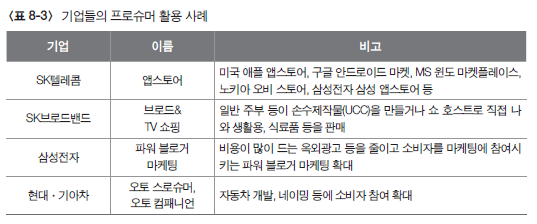 〈표 8-3〉 기업들의 프로슈머 활용 사례
기업 이름 비고
SK텔레콤 앱스토어 미국 애플 앱스토어, 구글 안드로이드 마켓, MS 윈도 마켓플레이스, 노키아 오비 스토어, 삼성전자 삼성 앱스토어 등
SK브로드밴드 브로드& TV 쇼핑 일반 주부 등이 손수제작물(UCC)을 만들거나 쇼 호스트로 직접 나와 생활용, 식료품 등을 판매
삼성전자 파워 블로거 마케팅 비용이 많이 드는 옥외광고 등을 줄이고 소비자를 마케팅에 참여시키는 파워 블로거 마케팅 확대
현대·기아차 오토 스로슈머, 오토 컴패니언 자동차 개발, 네이밍 등에 소비자 참여 확대